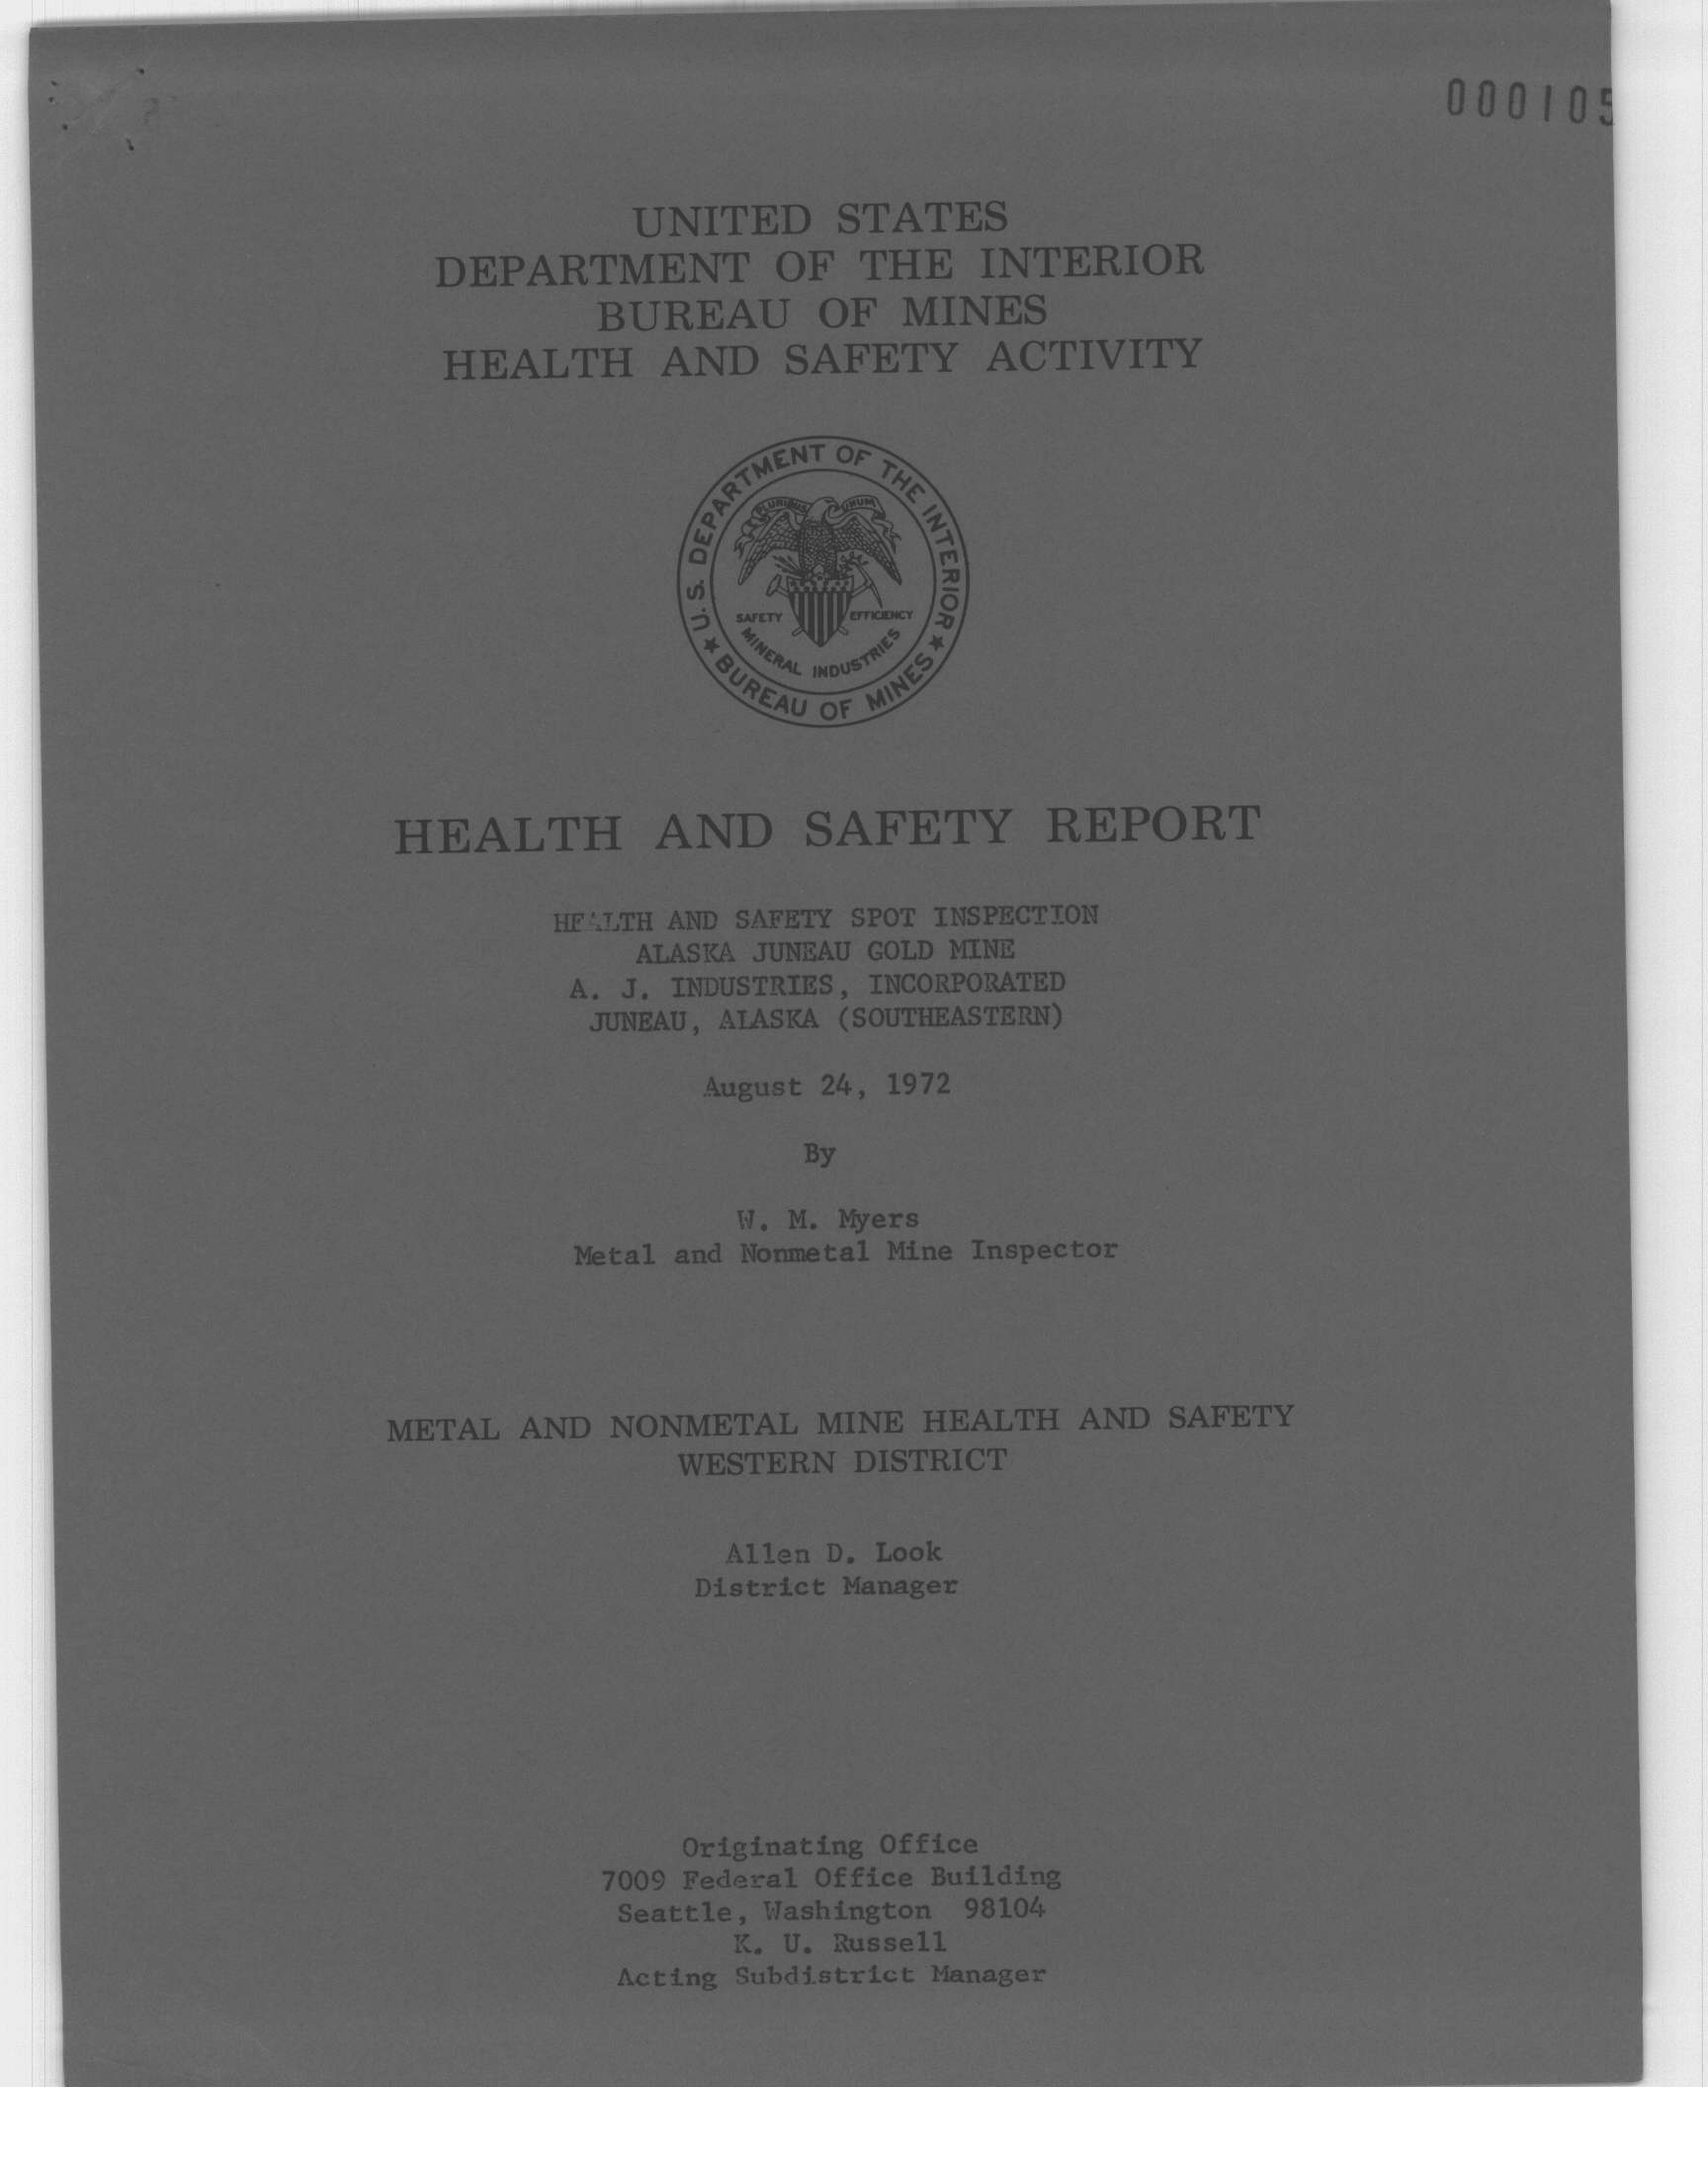 000105
UNITED STATES
DEPARTMENT OF THE INTERIOR
BUREAU OF MINES
HEALTH AND SAFETY ACTIVITY
U.S. DEPARTMENT OF THE INTERIOR
PLURIBUS UNUM
SAFETY EFFICIENCY
MINERAL INDUSTRIES
★ BUREAU OF MINES ★
HEALTH AND SAFETY REPORT
HEALTH AND SAFETY SPOT INSPECTION
ALASKA JUNEAU GOLD MINE
A. J. INDUSTRIES, INCORPORATED
JUNEAU, ALASKA (SOUTHEASTERN)
August 24, 1972
By
W. M. Myers
Metal and Nonmetal Mine Inspector
METAL AND NONMETAL MINE HEALTH AND SAFETY
WESTERN DISTRICT
Allen D. Look
District Manager
Originating Office
7009 Federal Office Building
Seattle, Washington 98104
K. U. Russell
Acting Subdistrict Manager